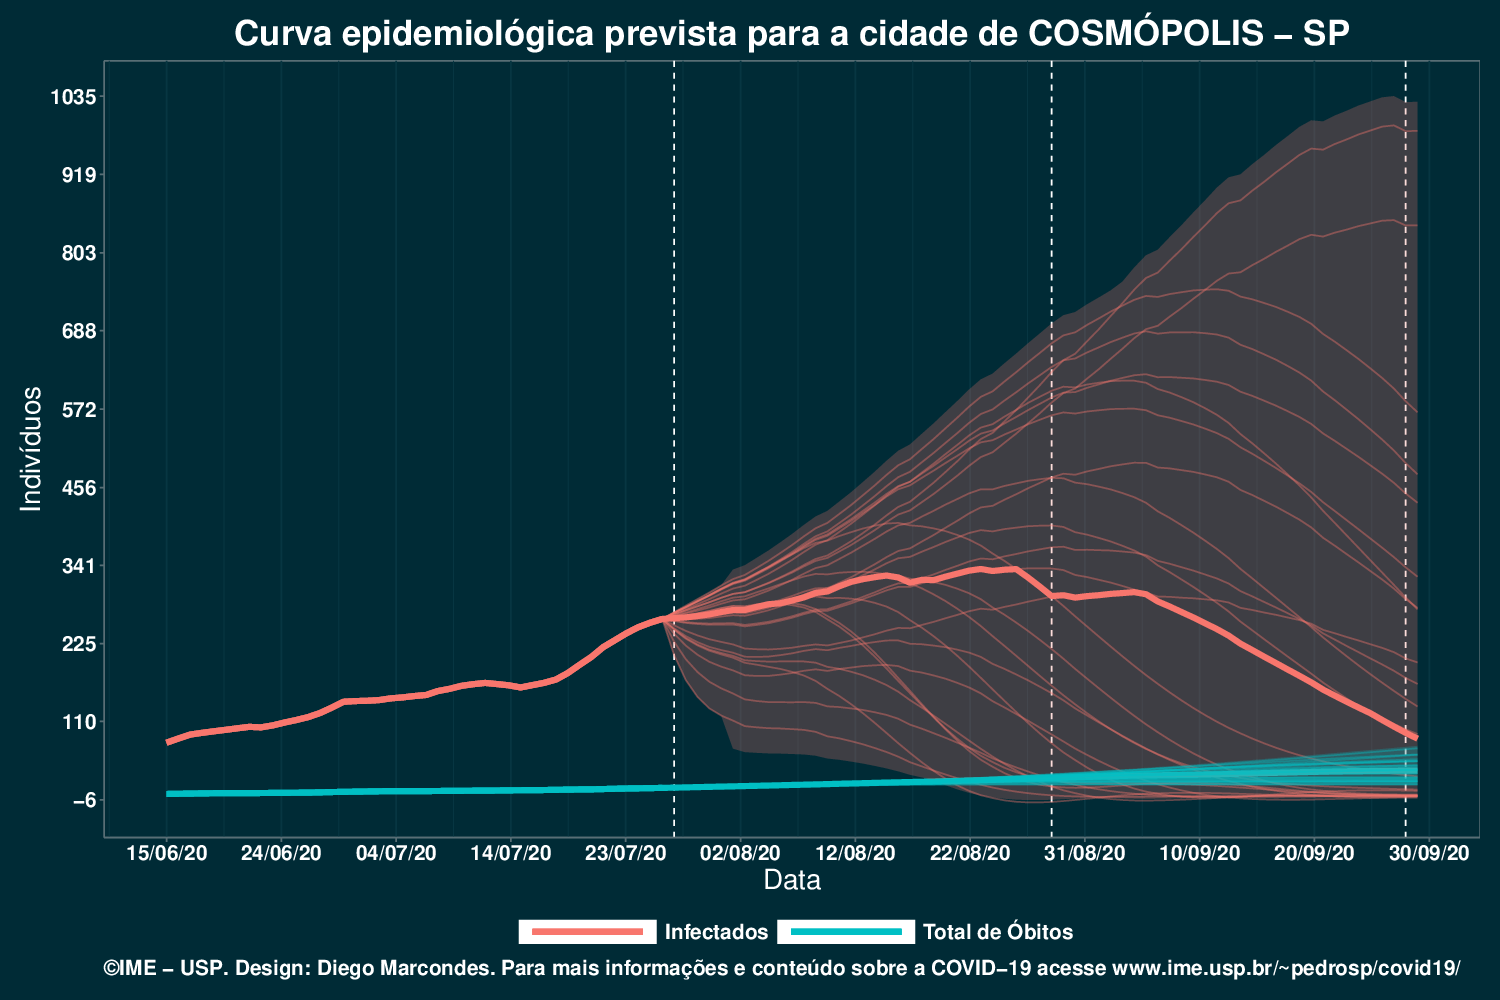 Curva epidemiológica prevista para a cidade de COSMÓPOLIS – SP
Indivíduos
1035
919
803
688
572
456
341
225
110
−6
15/06/20 24/06/20 04/07/20 14/07/20 23/07/20 02/08/20 12/08/20 22/08/20 31/08/20 10/09/20 20/09/20 30/09/20
Data
Infectados Total de Óbitos
©IME − USP. Design: Diego Marcondes. Para mais informações e conteúdo sobre a COVID−19 acesse www.ime.usp.br/~pedrosp/covid19/